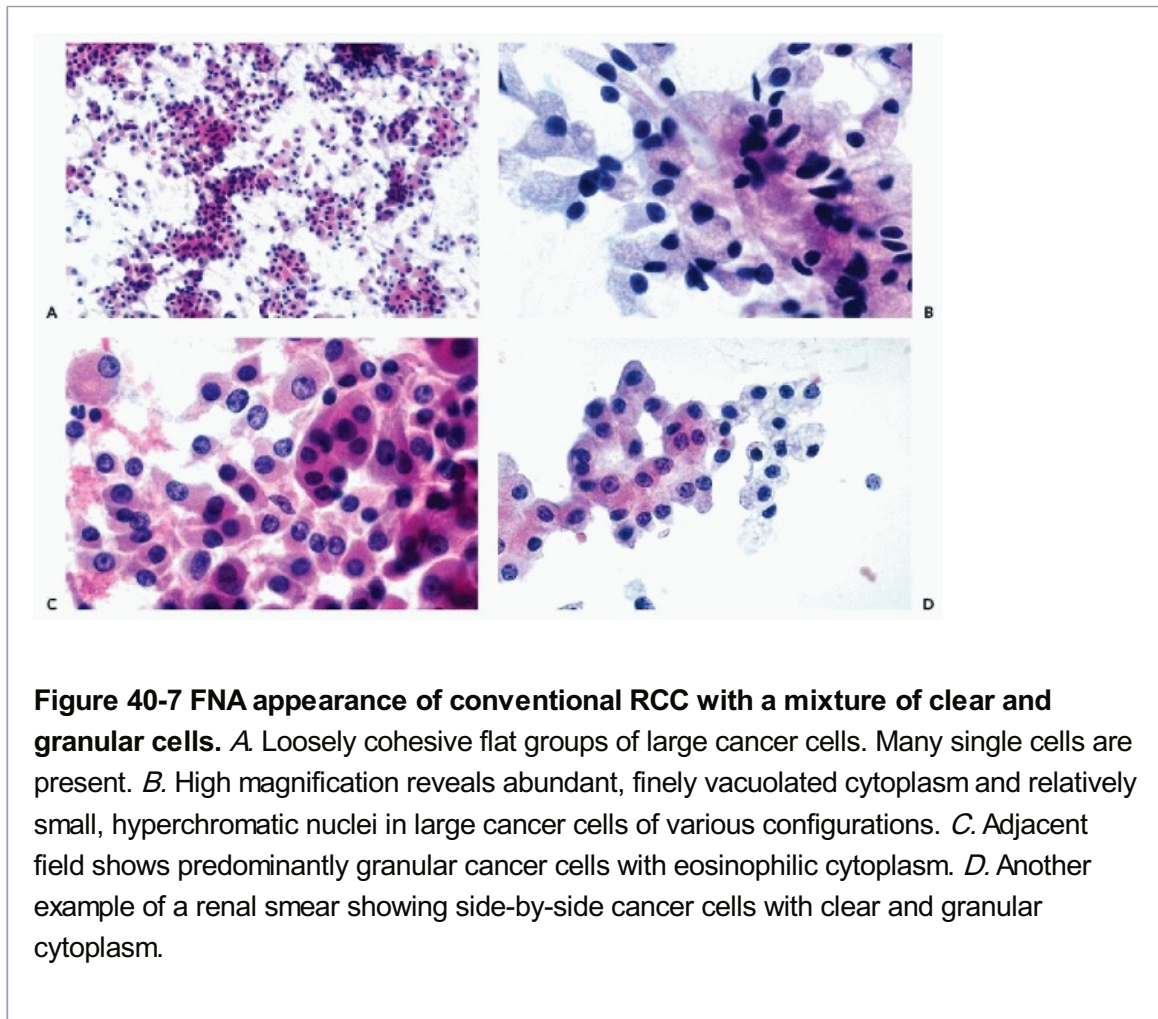 A
B
C
D
Figure 40-7 FNA appearance of conventional RCC with a mixture of clear and
granular cells. A. Loosely cohesive flat groups of large cancer cells. Many single cells are
present. B. High magnification reveals abundant, finely vacuolated cytoplasm and relatively
small, hyperchromatic nuclei in large cancer cells of various configurations. C. Adjacent
field shows predominantly granular cancer cells with eosinophilic cytoplasm. D. Another
example of a renal smear showing side-by-side cancer cells with clear and granular
cytoplasm.